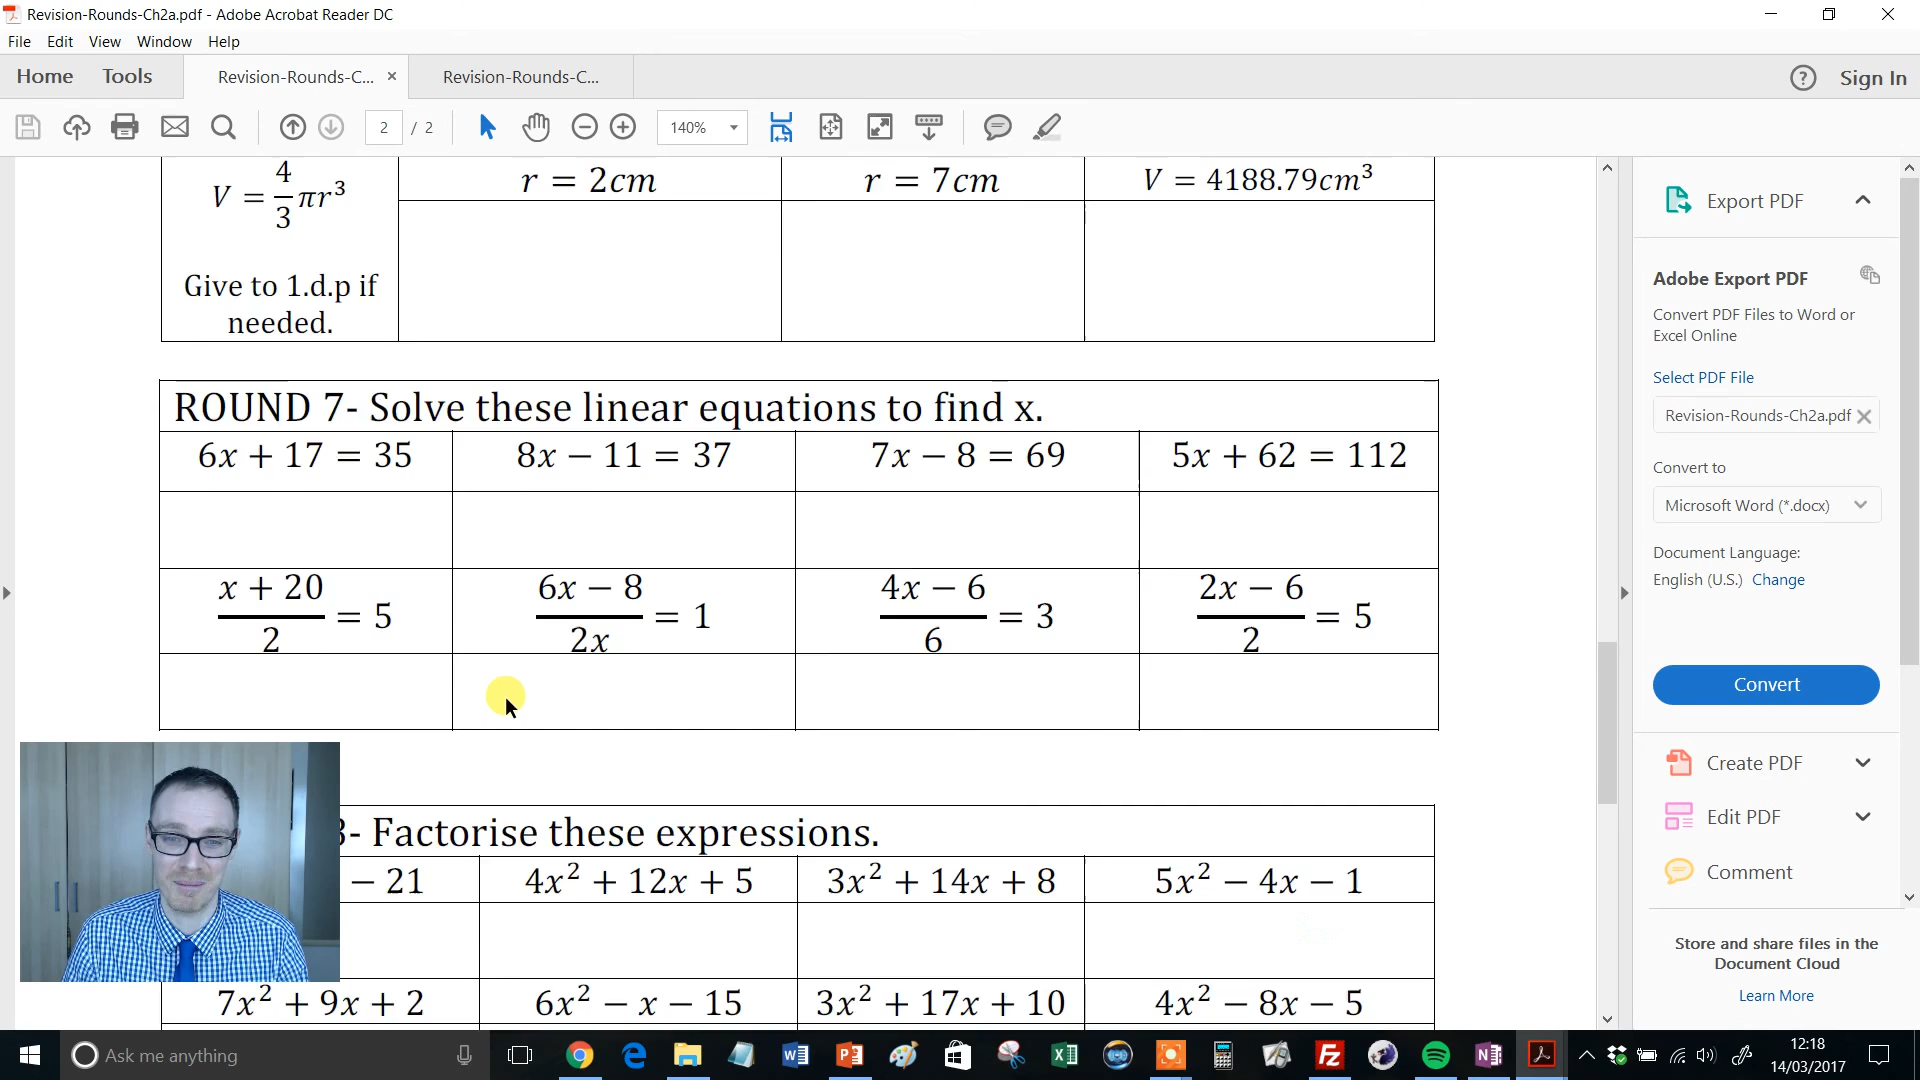 Revision-Rounds-Ch2a.pdf - Adobe Acrobat Reader DC
File Edit View Window Help
Home Tools Revision-Rounds-C... × Revision-Rounds-C... ? Sign In
2 / 2 140%
V = 4/3 πr³
r = 2cm r = 7cm V = 4188.79cm³
Give to 1.d.p if
needed.
ROUND 7- Solve these linear equations to find x.
6x + 17 = 35 8x − 11 = 37 7x − 8 = 69 5x + 62 = 112
(x + 20)/2 = 5 (6x − 8)/2x = 1 (4x − 6)/6 = 3 (2x − 6)/2 = 5
- Factorise these expressions.
− 21 4x² + 12x + 5 3x² + 14x + 8 5x² − 4x − 1
7x² + 9x + 2 6x² − x − 15 3x² + 17x + 10 4x² − 8x − 5
Export PDF
Adobe Export PDF
Convert PDF Files to Word or
Excel Online
Select PDF File
Revision-Rounds-Ch2a.pdf
Convert to
Microsoft Word (*.docx)
Document Language:
English (U.S.) Change
Convert
Create PDF
Edit PDF
Comment
Store and share files in the
Document Cloud
Learn More
Ask me anything
12:18
14/03/2017